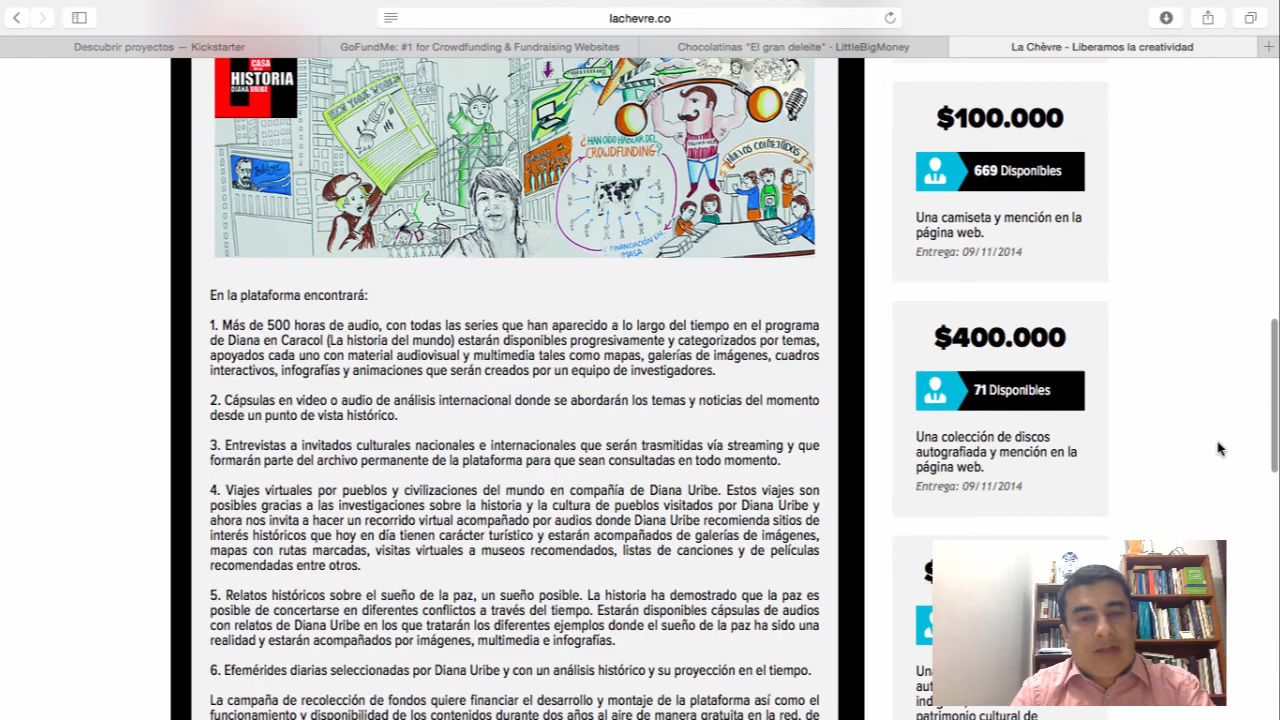 lachevre.co
Descubrir proyectos — Kickstarter
GoFundMe: #1 for Crowdfunding & Fundraising Websites
Chocolatinas "El gran deleite" - LittleBigMoney
La Chèvre - Liberamos la creatividad
CASA
HISTORIA
DIANA URIBE
¿HAN OÍDO HABLAR DEL
CROWDFUNDING?
FINANCIACIÓN EN
MASA
En la plataforma encontrará:
1. Más de 500 horas de audio, con todas las series que han aparecido a lo largo del tiempo en el programa
de Diana en Caracol (La historia del mundo) estarán disponibles progresivamente y categorizados por temas,
apoyados cada uno con material audiovisual y multimedia tales como mapas, galerías de imágenes, cuadros
interactivos, infografías y animaciones que serán creados por un equipo de investigadores.
2. Cápsulas en video o audio de análisis internacional donde se abordarán los temas y noticias del momento
desde un punto de vista histórico.
3. Entrevistas a invitados culturales nacionales e internacionales que serán trasmitidas vía streaming y que
formarán parte del archivo permanente de la plataforma para que sean consultadas en todo momento.
4. Viajes virtuales por pueblos y civilizaciones del mundo en compañía de Diana Uribe. Estos viajes son
posibles gracias a las investigaciones sobre la historia y la cultura de pueblos visitados por Diana Uribe y
ahora nos invita a hacer un recorrido virtual acompañado por audios donde Diana Uribe recomienda sitios de
interés históricos que hoy en día tienen carácter turístico y estarán acompañados de galerías de imágenes,
mapas con rutas marcadas, visitas virtuales a museos recomendados, listas de canciones y de películas
recomendadas entre otros.
5. Relatos históricos sobre el sueño de la paz, un sueño posible. La historia ha demostrado que la paz es
posible de concertarse en diferentes conflictos a través del tiempo. Estarán disponibles cápsulas de audios
con relatos de Diana Uribe en los que tratarán los diferentes ejemplos donde el sueño de la paz ha sido una
realidad y estarán acompañados por imágenes, multimedia e infografías.
6. Efemérides diarias seleccionadas por Diana Uribe y con un análisis histórico y su proyección en el tiempo.
La campaña de recolección de fondos quiere financiar el desarrollo y montaje de la plataforma así como el
funcionamiento y disponibilidad de los contenidos durante dos años al aire de manera gratuita en la red, de
$100.000
669 Disponibles
Una camiseta y mención en la
página web.
Entrega: 09/11/2014
$400.000
71 Disponibles
Una colección de discos
autografiada y mención en la
página web.
Entrega: 09/11/2014
patrimonio cultural de